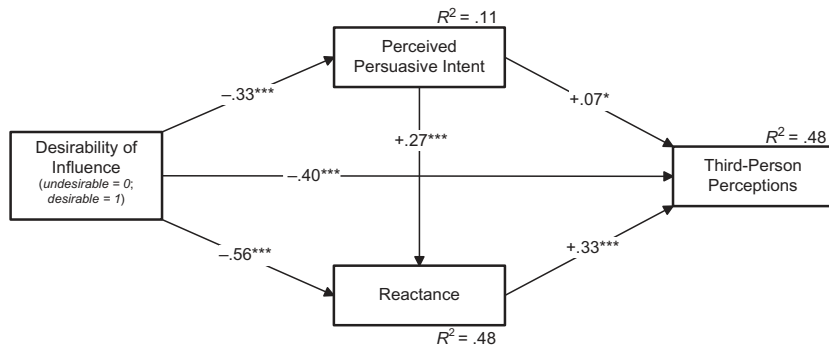 R² = .11
Perceived
Persuasive Intent
–.33***
+.07*
+.27***
R² = .48
Desirability of
Influence
(undesirable = 0;
desirable = 1)
–.40***
Third-Person
Perceptions
–.56***
+.33***
Reactance
R² = .48